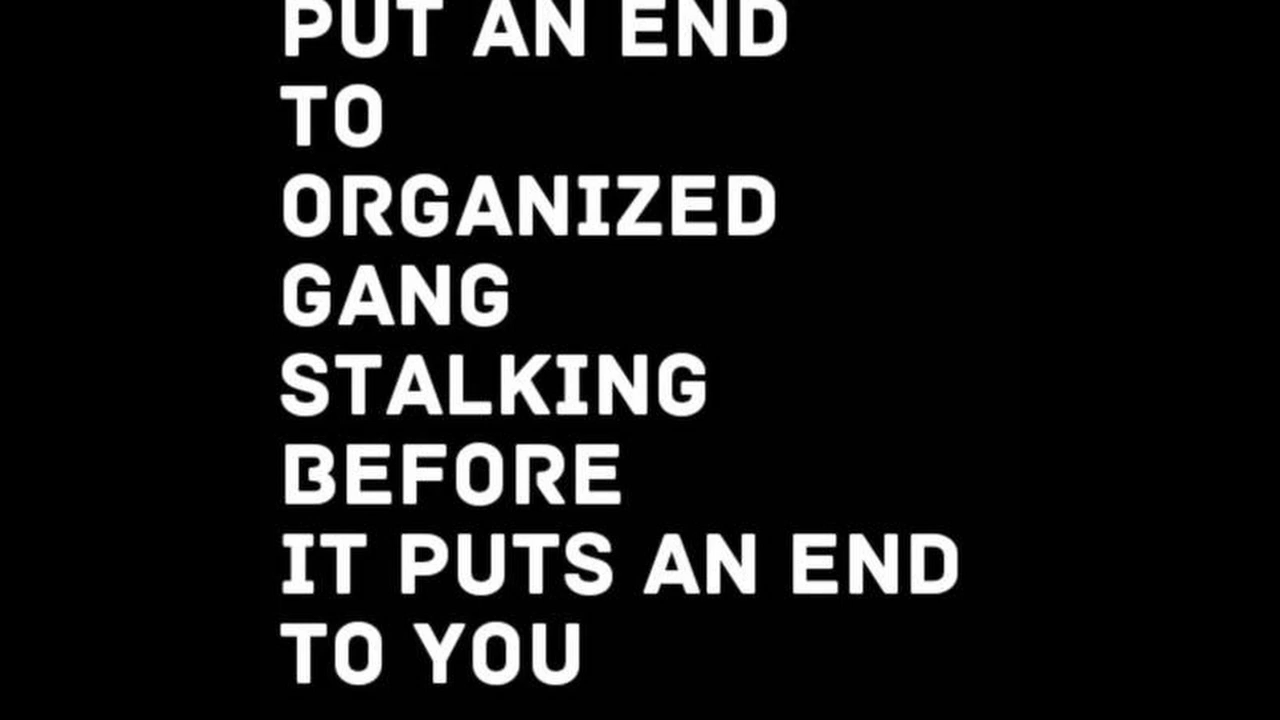 PUT AN END
TO
ORGANIZED
GANG
STALKING
BEFORE
IT PUTS AN END
TO YOU